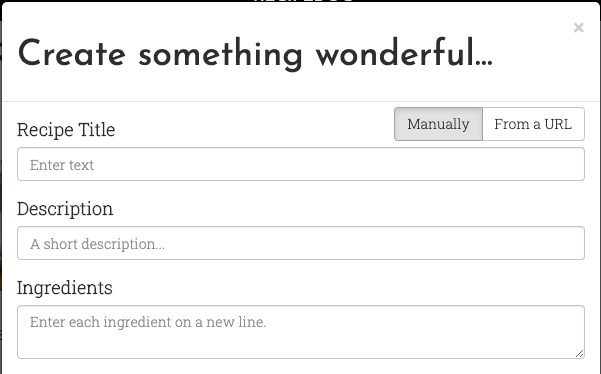 ×
Create something wonderful...
Manually
From a URL
Recipe Title
Enter text
Description
A short description...
Ingredients
Enter each ingredient on a new line.